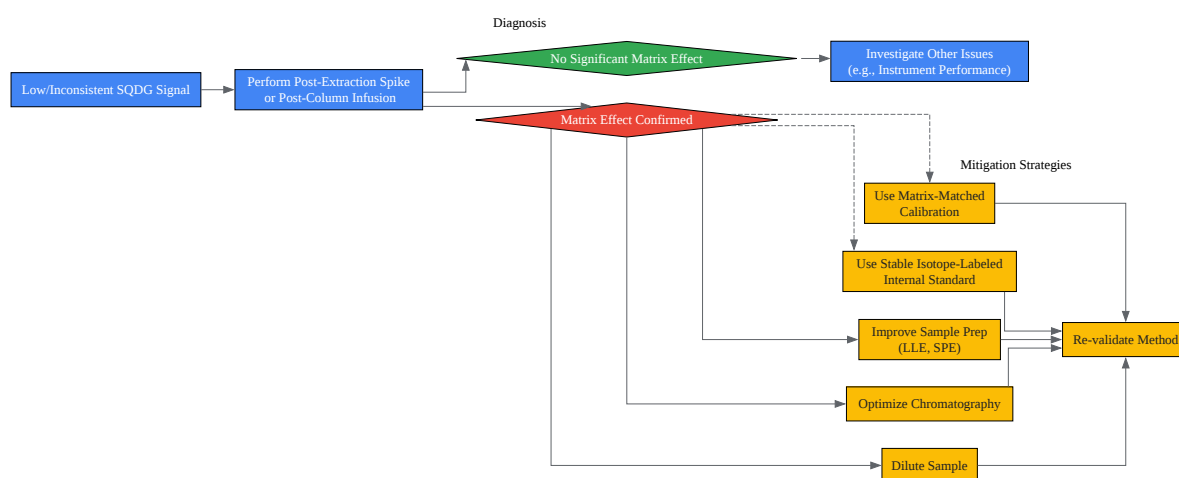 Diagnosis
Low/Inconsistent SQDG Signal
Perform Post-Extraction Spike
or Post-Column Infusion
No Significant Matrix Effect
Investigate Other Issues
(e.g., Instrument Performance)
Matrix Effect Confirmed
Mitigation Strategies
Use Matrix-Matched
Calibration
Use Stable Isotope-Labeled
Internal Standard
Improve Sample Prep
(LLE, SPE)
Re-validate Method
Optimize Chromatography
Dilute Sample